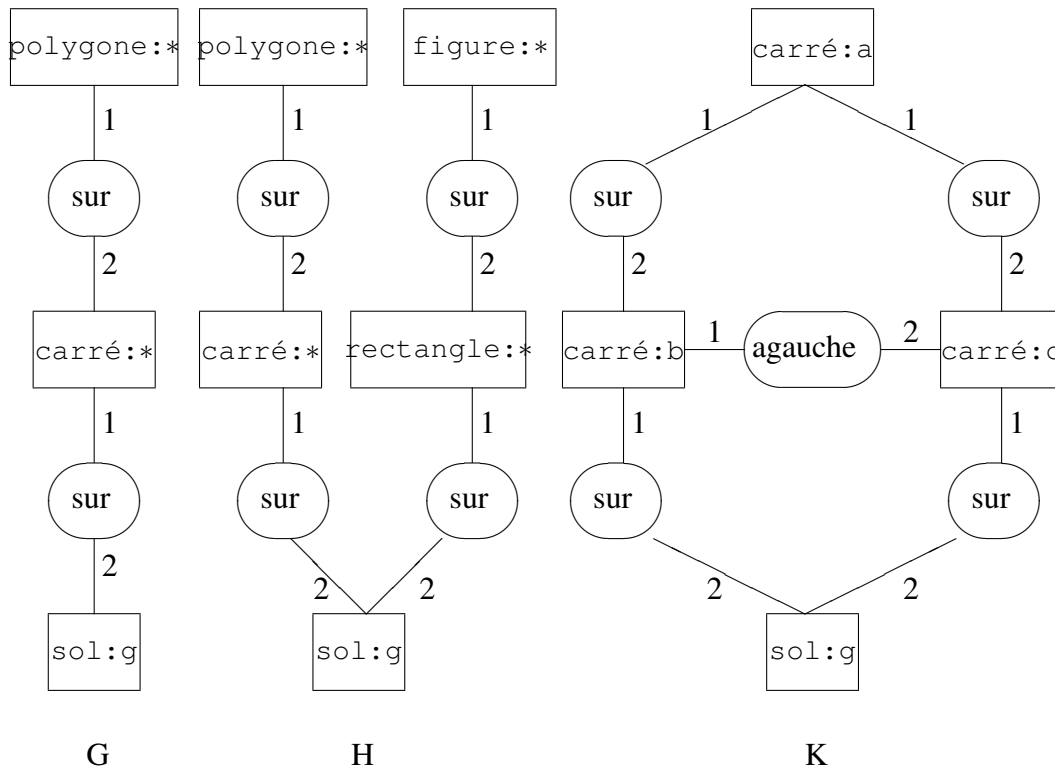 polygone:* polygone:* figure:* carré:a
1 1 1 1 1
sur sur sur sur sur
2 2 2 2 2
carré:* carré:* rectangle:* carré:b 1 agauche 2 carré:c
1 1 1 1 1
sur sur sur sur sur
2 2 2 2 2
sol:g sol:g sol:g
G H K